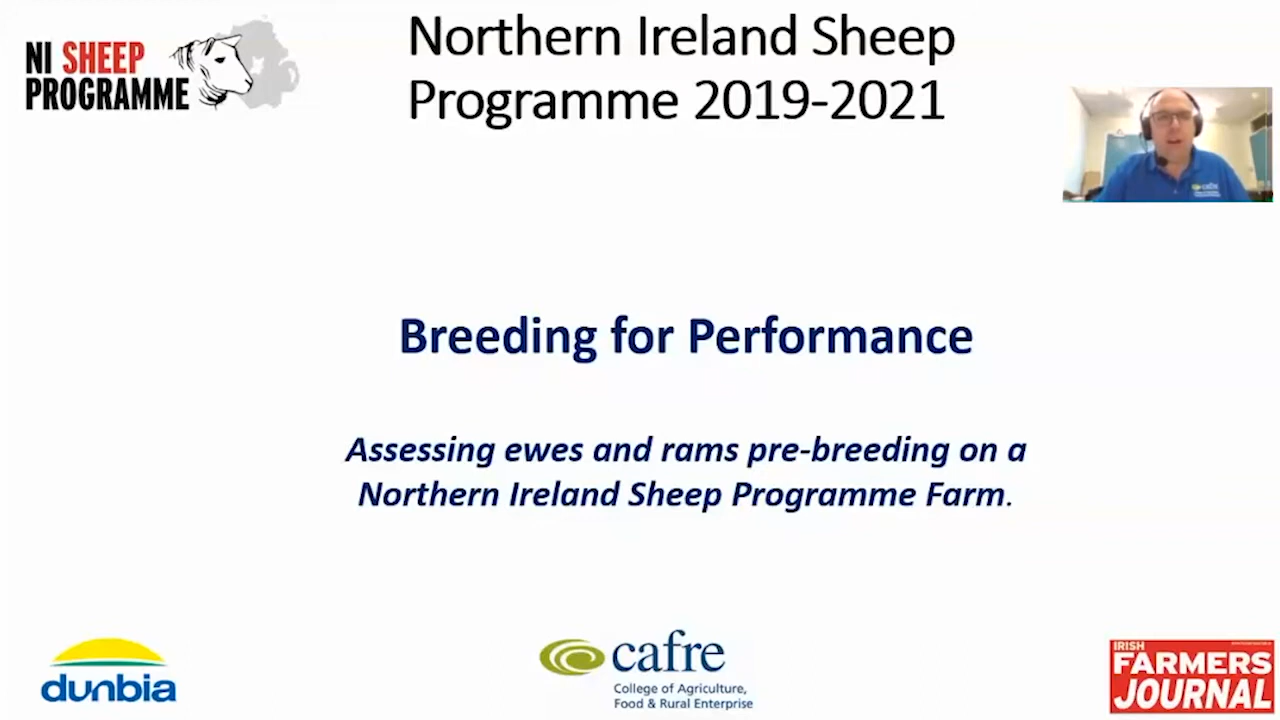 NI SHEEP
PROGRAMME
Northern Ireland Sheep
Programme 2019-2021
cafre
Breeding for Performance
Assessing ewes and rams pre-breeding on a
Northern Ireland Sheep Programme Farm.
dunbia
cafre
College of Agriculture,
Food & Rural Enterprise
IRISH
FARMERS
JOURNAL